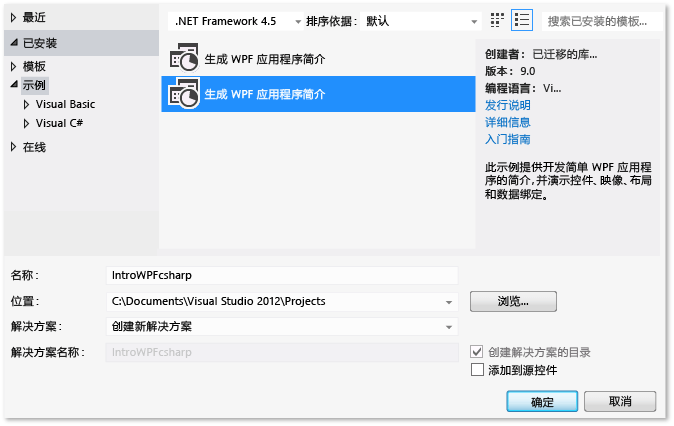 最近
已安装
模板
示例
Visual Basic
Visual C#
在线
.NET Framework 4.5 排序依据: 默认
搜索已安装的模板...
生成 WPF 应用程序简介
生成 WPF 应用程序简介
创建者: 已迁移的库...
版本: 9.0
编程语言: Vi...
发行说明
详细信息
入门指南
此示例提供开发简单 WPF 应用程
序的简介,并演示控件、映像、布局
和数据绑定。
名称: IntroWPFcsharp
位置: C:\Documents\Visual Studio 2012\Projects 浏览...
解决方案: 创建新解决方案
解决方案名称: IntroWPFcsharp 创建解决方案的目录
添加到源控件
确定 取消